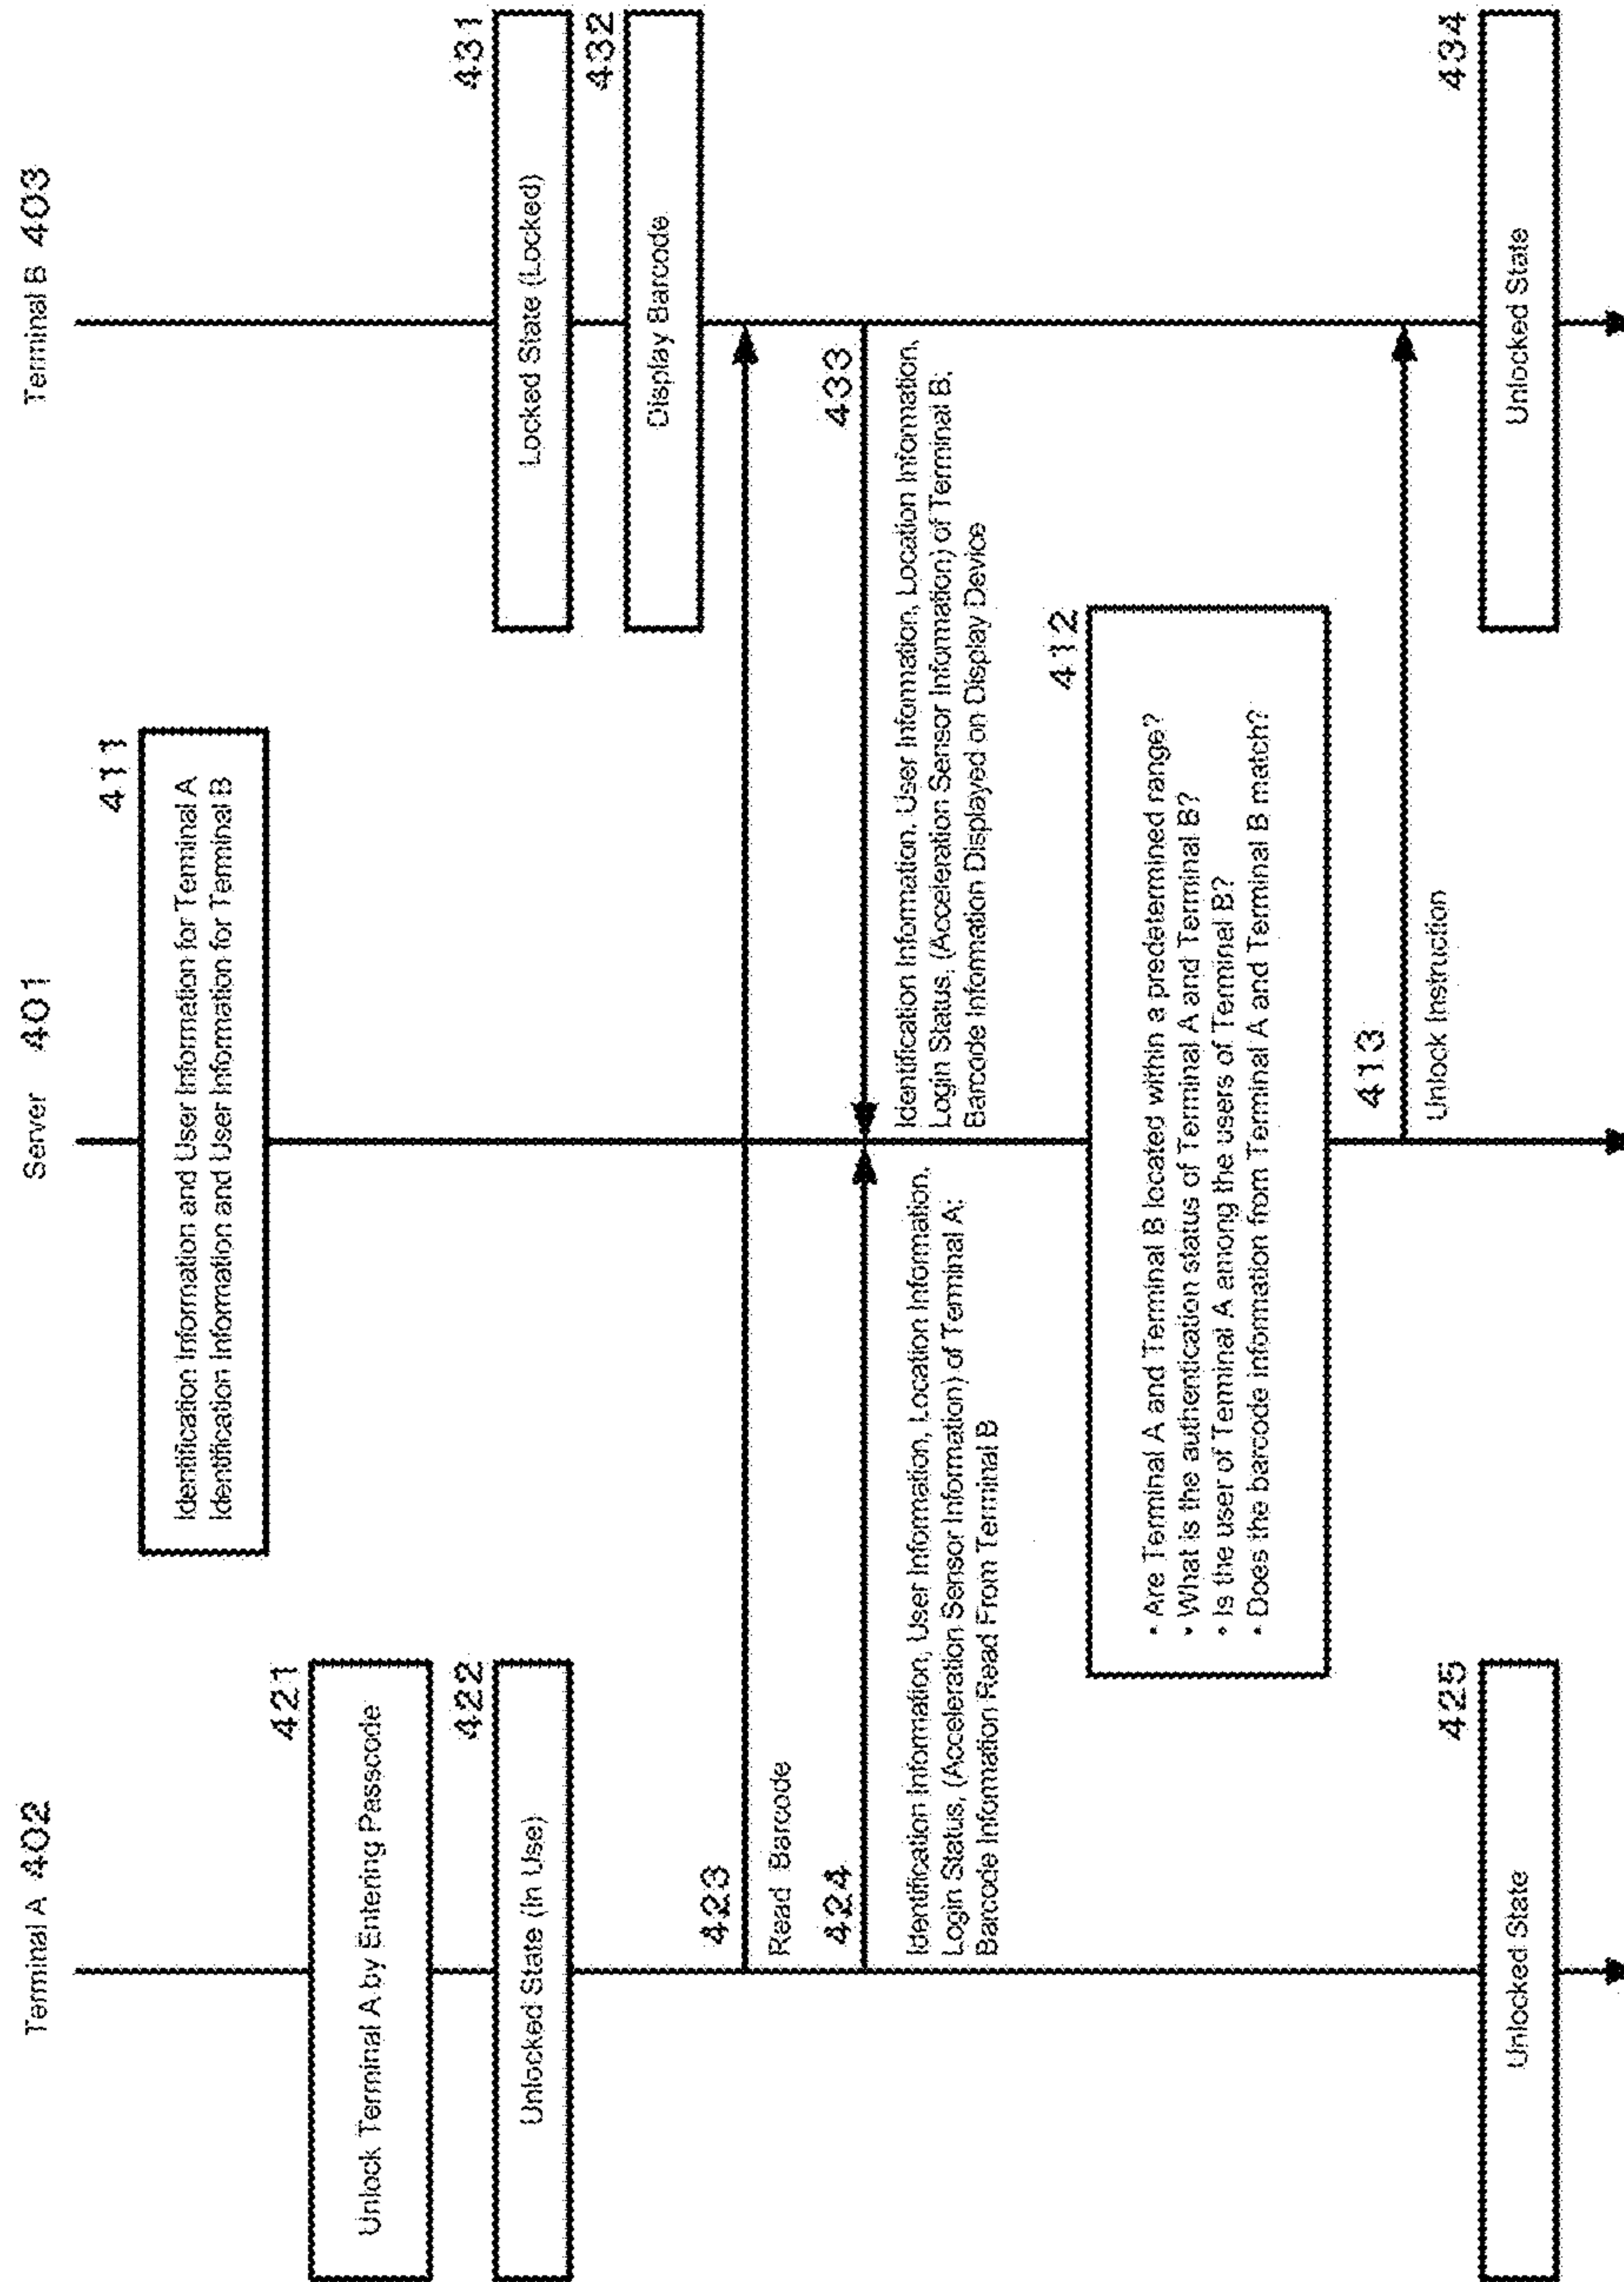 Terminal A 402
Server 401
Terminal B 403
411
Identification Information and User Information for Terminal A
Identification Information and User Information for Terminal B
421
Unlock Terminal A by Entering Passcode
422
Unlocked State (In Use)
431
Locked State (Locked)
432
Display Barcode
423
Read Barcode
424
Identification Information, User Information, Location Information,
Login Status, (Acceleration Sensor Information) of Terminal A;
Barcode Information Read From Terminal B
433
Identification Information, User Information, Location Information,
Login Status, (Acceleration Sensor Information) of Terminal B;
Barcode Information Displayed on Display Device
412
• Are Terminal A and Terminal B located within a predetermined range?
• What is the authentication status of Terminal A and Terminal B?
• Is the user of Terminal A among the users of Terminal B?
• Does the barcode information from Terminal A and Terminal B match?
413
Unlock Instruction
425
Unlocked State
434
Unlocked State